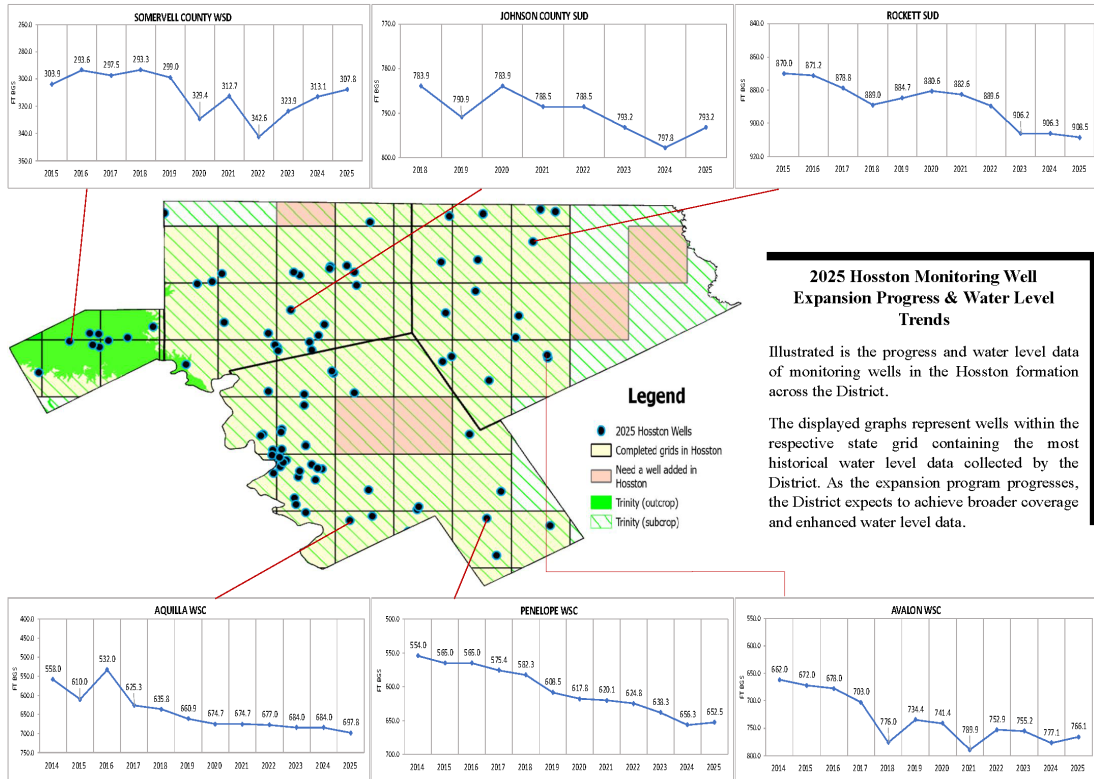 SOMERVELL COUNTY WSD
250.0
300.0
350.0
300.0
350.0
FT BGS
303.9
293.6
297.5
293.3
299.0
329.4
312.7
342.6
323.9
313.1
307.8
2015 2016 2017 2018 2019 2020 2021 2022 2023 2024 2025
JOHNSON COUNTY SUD
770.0
780.0
790.0
800.0
FT BGS
783.9
790.9
783.9
788.5
788.5
793.2
797.8
793.2
2018 2019 2020 2021 2022 2023 2024 2025
ROCKETT SUD
840.0
860.0
880.0
900.0
920.0
FT BGS
870.0
871.2
878.8
889.0
884.7
880.6
882.6
889.6
906.2
906.3
908.5
2015 2016 2017 2018 2019 2020 2021 2022 2023 2024 2025
2025 Hosston Monitoring Well
Expansion Progress & Water Level
Trends
Illustrated is the progress and water level data
of monitoring wells in the Hosston formation
across the District.
The displayed graphs represent wells within the
respective state grid containing the most
historical water level data collected by the
District. As the expansion program progresses,
the District expects to achieve broader coverage
and enhanced water level data.
Legend
2025 Hosston Wells
Completed grids in Hosston
Need a well added in
Hosston
Trinity (outcrop)
Trinity (subcrop)
AQUILLA WSC
400.0
450.0
500.0
550.0
600.0
650.0
700.0
750.0
FT BGS
558.0
610.0
532.0
625.3
635.8
660.9
674.7
674.7
677.0
684.0
684.0
697.8
2014 2015 2016 2017 2018 2019 2020 2021 2022 2023 2024 2025
PENELOPE WSC
500.0
550.0
600.0
650.0
700.0
FT BGS
554.0
565.0
565.0
575.4
582.3
608.5
617.8
620.1
624.8
638.3
656.3
652.5
2014 2015 2016 2017 2018 2019 2020 2021 2022 2023 2024 2025
AVALON WSC
550.0
600.0
650.0
700.0
750.0
800.0
FT BGS
662.0
672.0
678.0
703.0
776.0
734.4
741.4
789.9
752.9
755.2
777.1
766.1
2014 2015 2016 2017 2018 2019 2020 2021 2022 2023 2024 2025